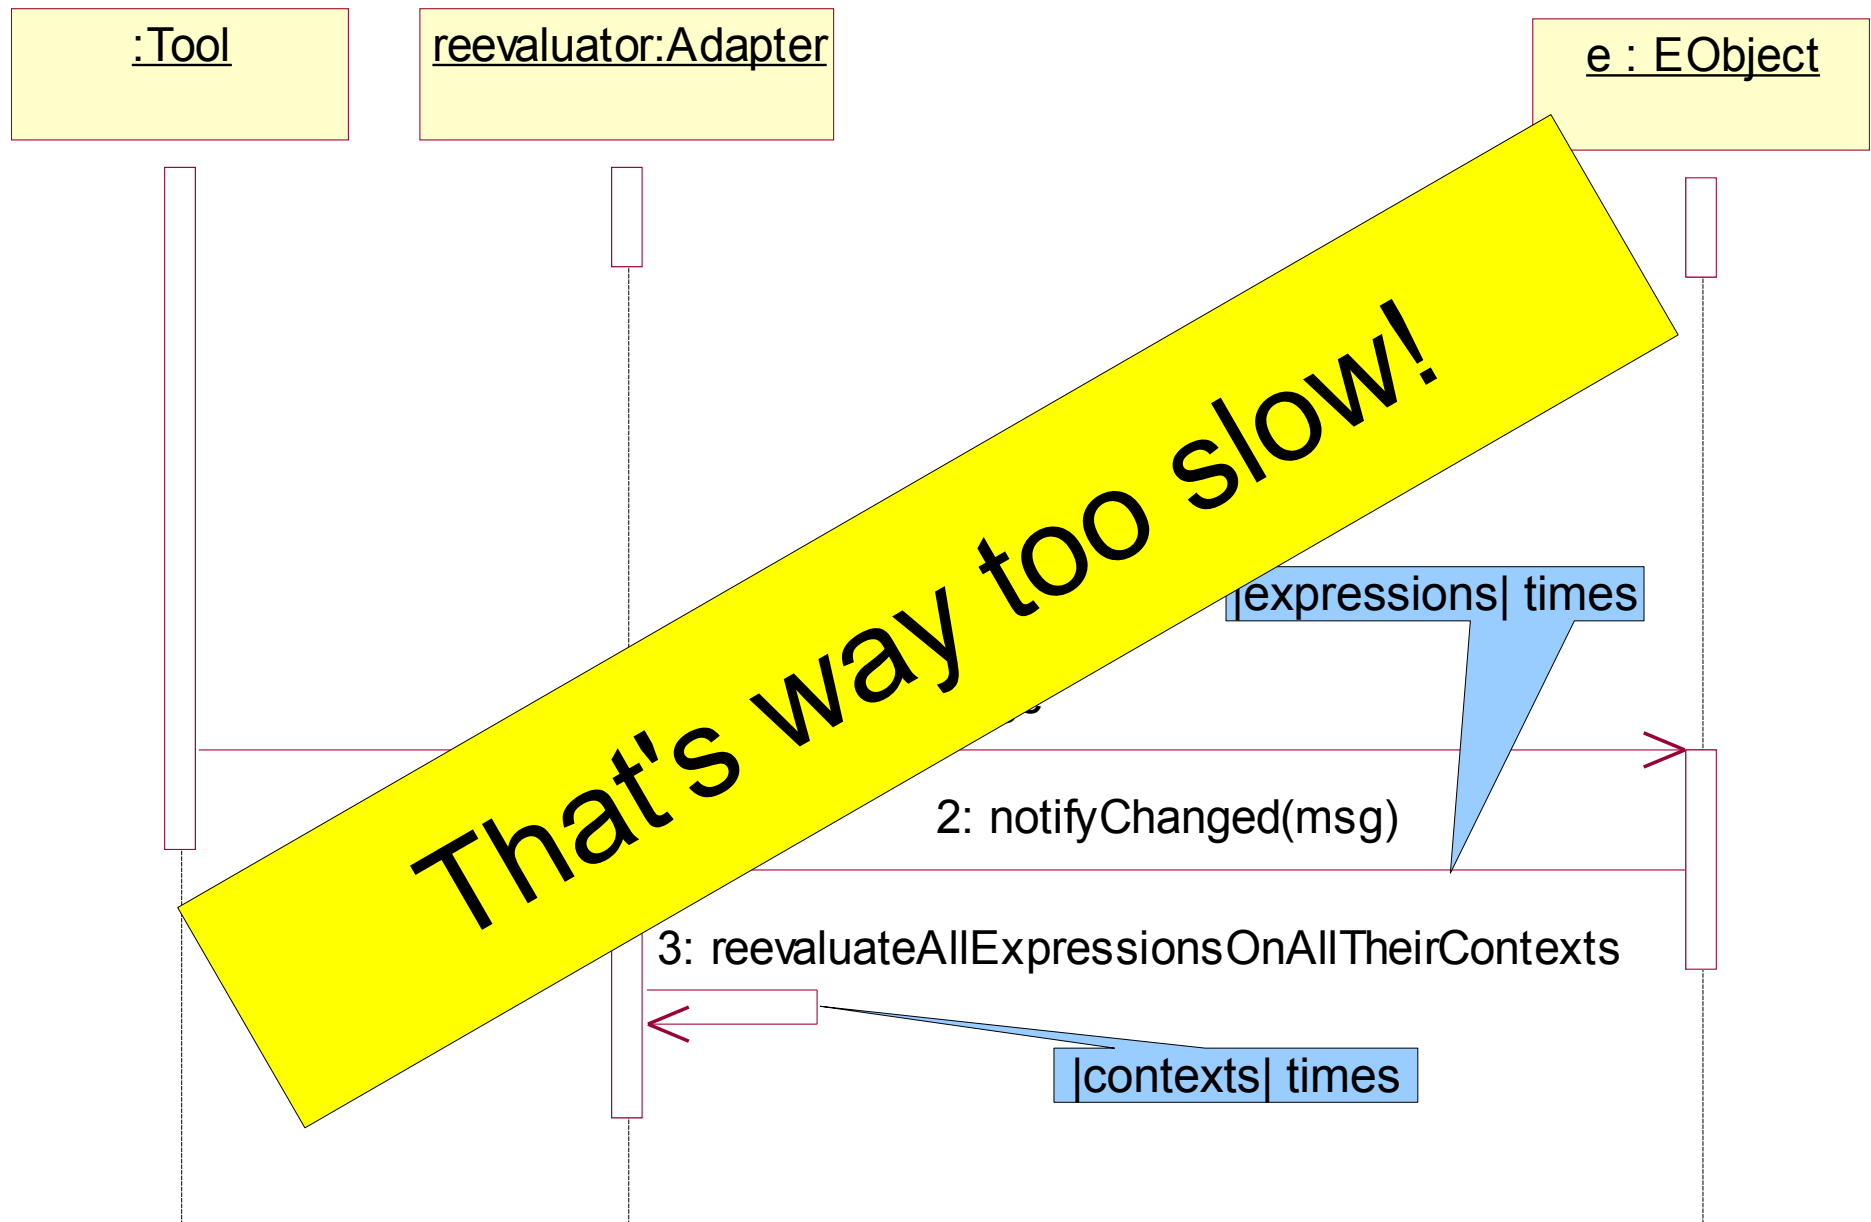 :Tool
reevaluator:Adapter
e : EObject
That's way too slow!
|expressions| times
2: notifyChanged(msg)
3: reevaluateAllExpressionsOnAllTheirContexts
|contexts| times